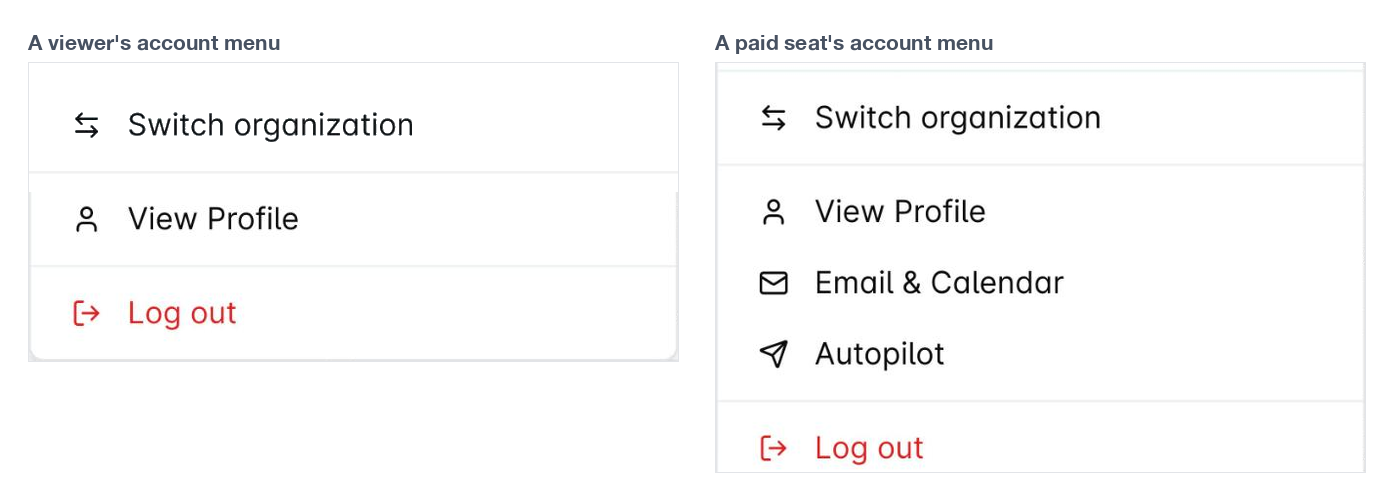 A viewer's account menu
Switch organization
View Profile
Log out
A paid seat's account menu
Switch organization
View Profile
Email & Calendar
Autopilot
Log out